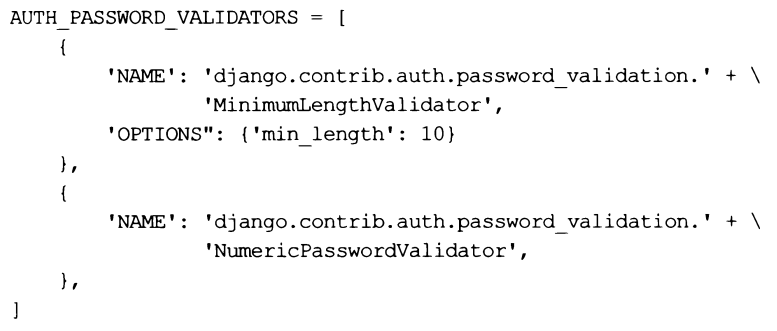 AUTH_PASSWORD_VALIDATORS = [
    {
        'NAME': 'django.contrib.auth.password_validation.' + \
                'MinimumLengthValidator',
        'OPTIONS": {'min_length': 10}
    },
    {
        'NAME': 'django.contrib.auth.password_validation.' + \
                'NumericPasswordValidator',
    },
]